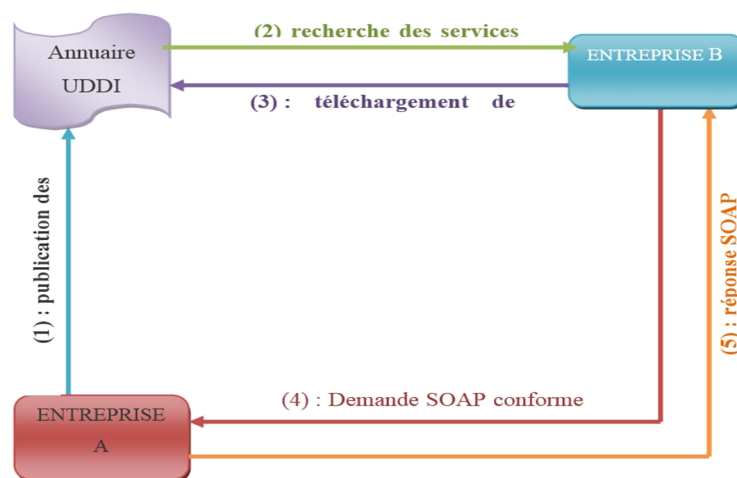 (2) recherche des services
Annuaire
UDDI
ENTREPRISE B
(3) : téléchargement de
(1) : publication des
(5) : réponse SOAP
(4) : Demande SOAP conforme
ENTREPRISE
A